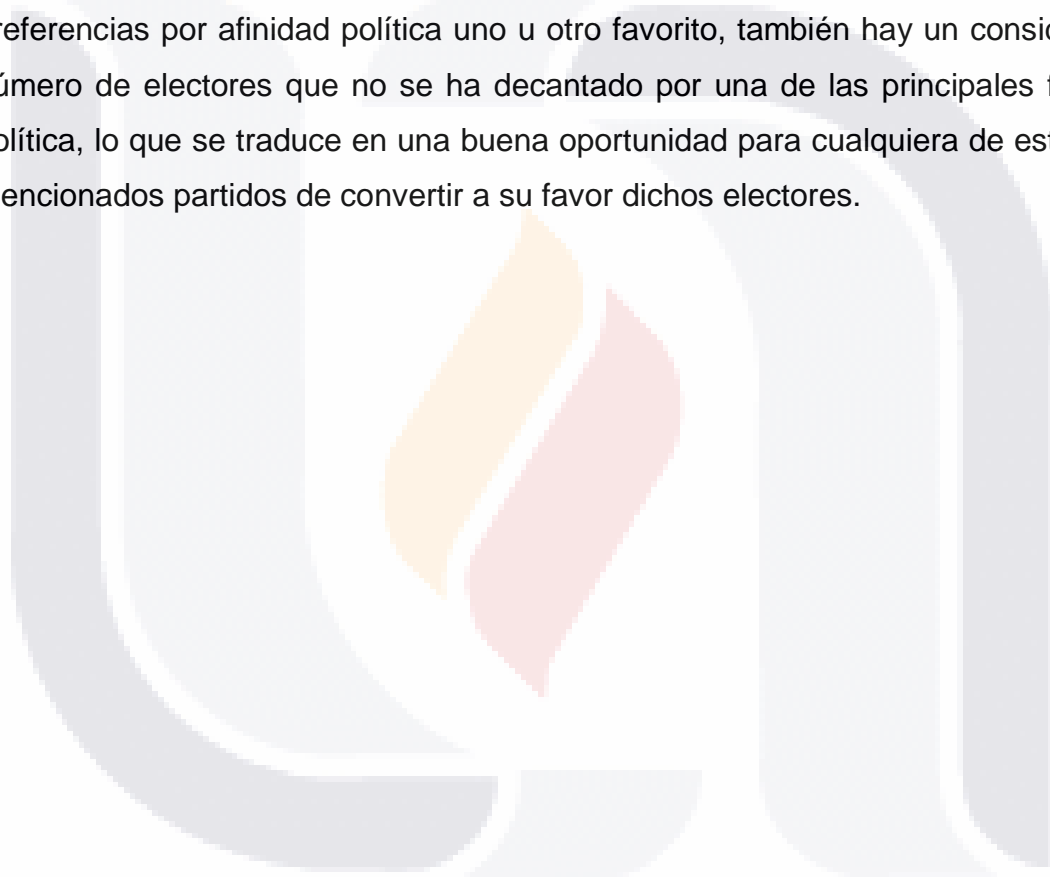 referencias por afinidad política uno u otro favorito, también hay un consid
úmero de electores que no se ha decantado por una de las principales f
olítica, lo que se traduce en una buena oportunidad para cualquiera de est
encionados partidos de convertir a su favor dichos electores.